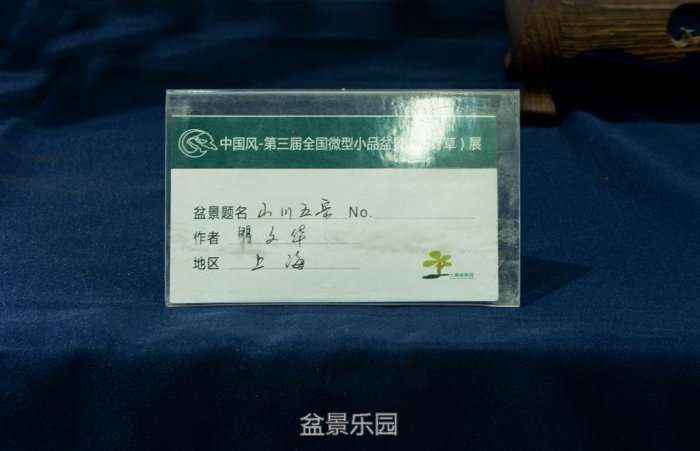 中国风-第三届全国微型小品盆景（草）展
盆景题名 山川五岳 No.
作者 文华
地区 上海
盆景乐园